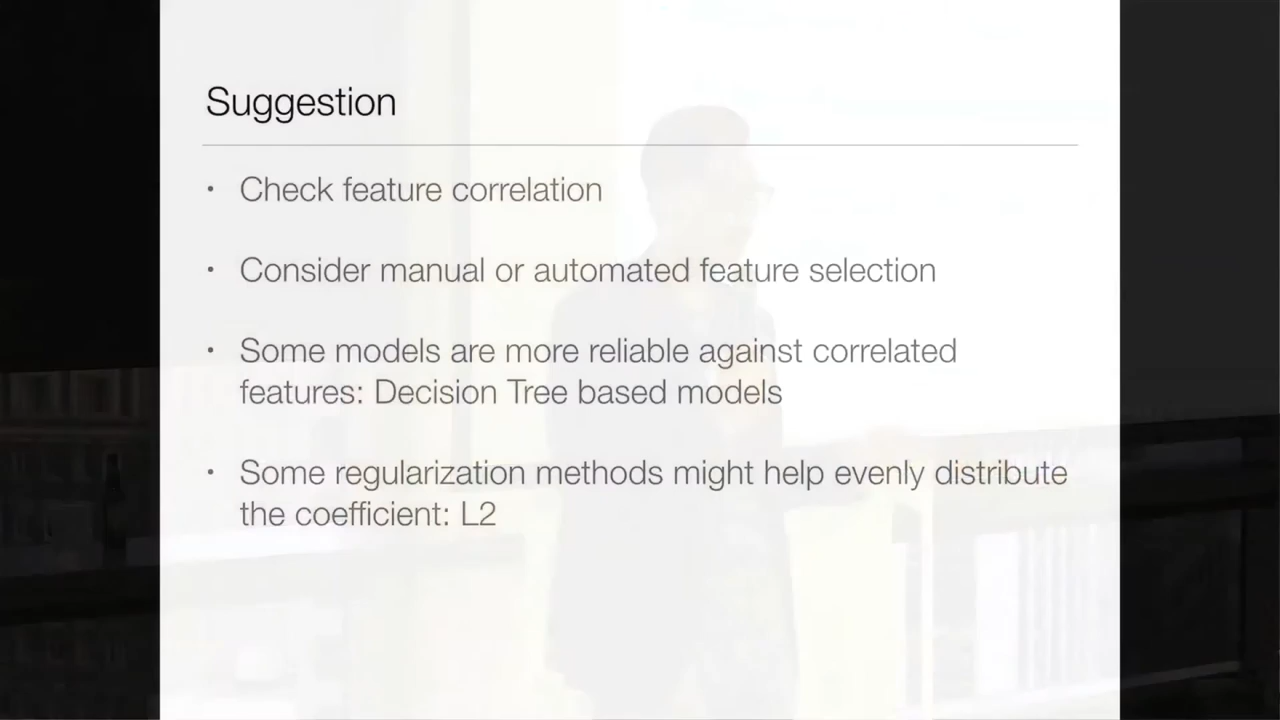 Suggestion
• Check feature correlation
• Consider manual or automated feature selection
• Some models are more reliable against correlated
features: Decision Tree based models
• Some regularization methods might help evenly distribute
the coefficient: L2